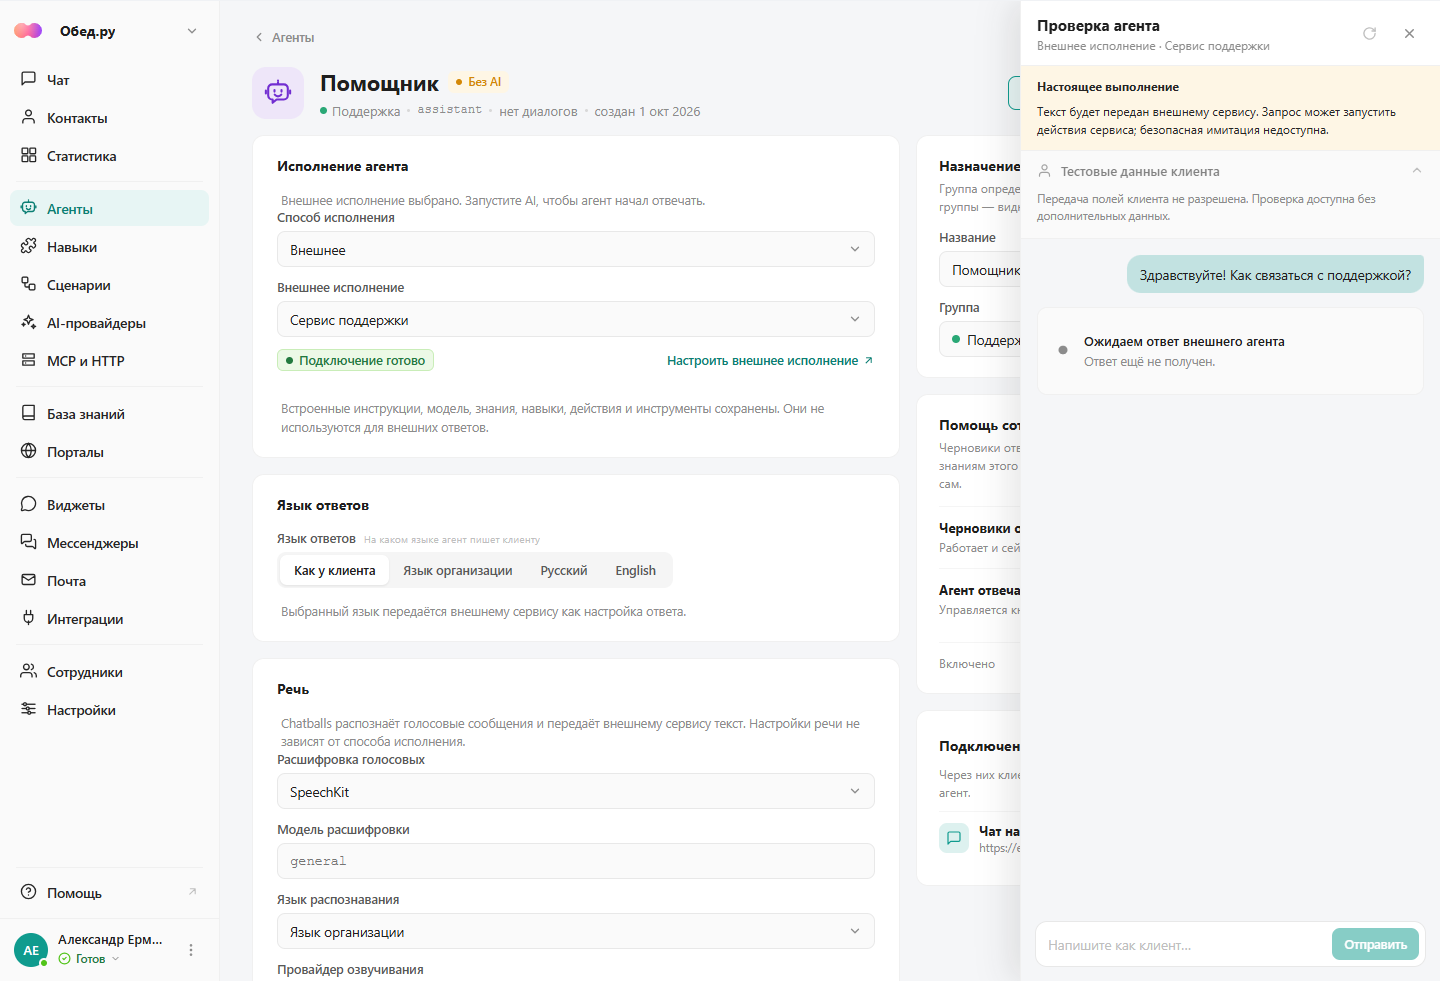 Обед.ру
Чат
Контакты
Статистика
Агенты
Навыки
Сценарии
AI-провайдеры
MCP и HTTP
База знаний
Порталы
Виджеты
Мессенджеры
Почта
Интеграции
Сотрудники
Настройки
Помощь
AE
Александр Ерм...
Готов
Агенты
Помощник
Без AI
Поддержка · assistant · нет диалогов · создан 1 окт 2026
Исполнение агента
Внешнее исполнение выбрано. Запустите AI, чтобы агент начал отвечать.
Способ исполнения
Внешнее
Внешнее исполнение
Сервис поддержки
Подключение готово
Настроить внешнее исполнение
Встроенные инструкции, модель, знания, навыки, действия и инструменты сохранены. Они не
используются для внешних ответов.
Язык ответов
Язык ответов На каком языке агент пишет клиенту
Как у клиента
Язык организации
Русский
English
Выбранный язык передаётся внешнему сервису как настройка ответа.
Речь
Chatballs распознаёт голосовые сообщения и передаёт внешнему сервису текст. Настройки речи не
зависят от способа исполнения.
Расшифровка голосовых
SpeechKit
Модель расшифровки
general
Язык распознавания
Язык организации
Провайдер озвучивания
Назначение
Группа опреде
группы — видн
Название
Помощник
Группа
Поддерж
Помощь сот
Черновики отв
знаниям этого
сам.
Черновики о
Работает и сей
Агент отвеча
Управляется кн
Включено
Подключен
Через них клие
агент.
Чат на
https://e
Проверка агента
Внешнее исполнение · Сервис поддержки
Настоящее выполнение
Текст будет передан внешнему сервису. Запрос может запустить
действия сервиса; безопасная имитация недоступна.
Тестовые данные клиента
Передача полей клиента не разрешена. Проверка доступна без
дополнительных данных.
Здравствуйте! Как связаться с поддержкой?
Ожидаем ответ внешнего агента
Ответ ещё не получен.
Напишите как клиент...
Отправить